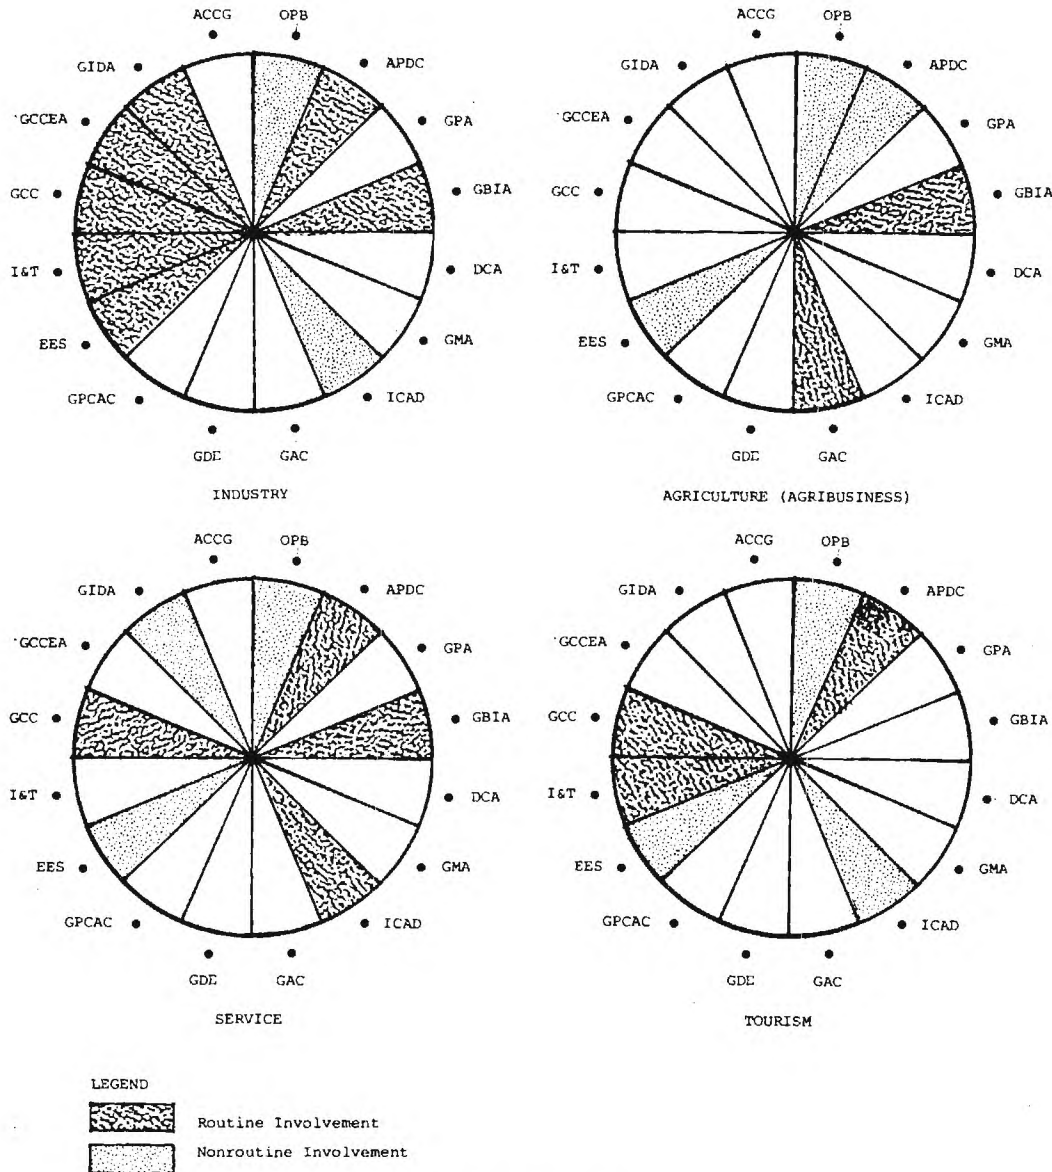 ACCG OPB
GIDA APDC
GCCEA GPA
GCC GBIA
I&T DCA
EES GMA
GPCAC ICAD
GDE GAC
INDUSTRY
ACCG OPB
GIDA APDC
GCCEA GPA
GCC GBIA
I&T DCA
EES GMA
GPCAC ICAD
GDE GAC
AGRICULTURE (AGRIBUSINESS)
ACCG OPB
GIDA APDC
GCCEA GPA
GCC GBIA
I&T DCA
EES GMA
GPCAC ICAD
GDE GAC
SERVICE
ACCG OPB
GIDA APDC
GCCEA GPA
GCC GBIA
I&T DCA
EES GMA
GPCAC ICAD
GDE GAC
TOURISM
LEGEND
Routine Involvement
Nonroutine Involvement